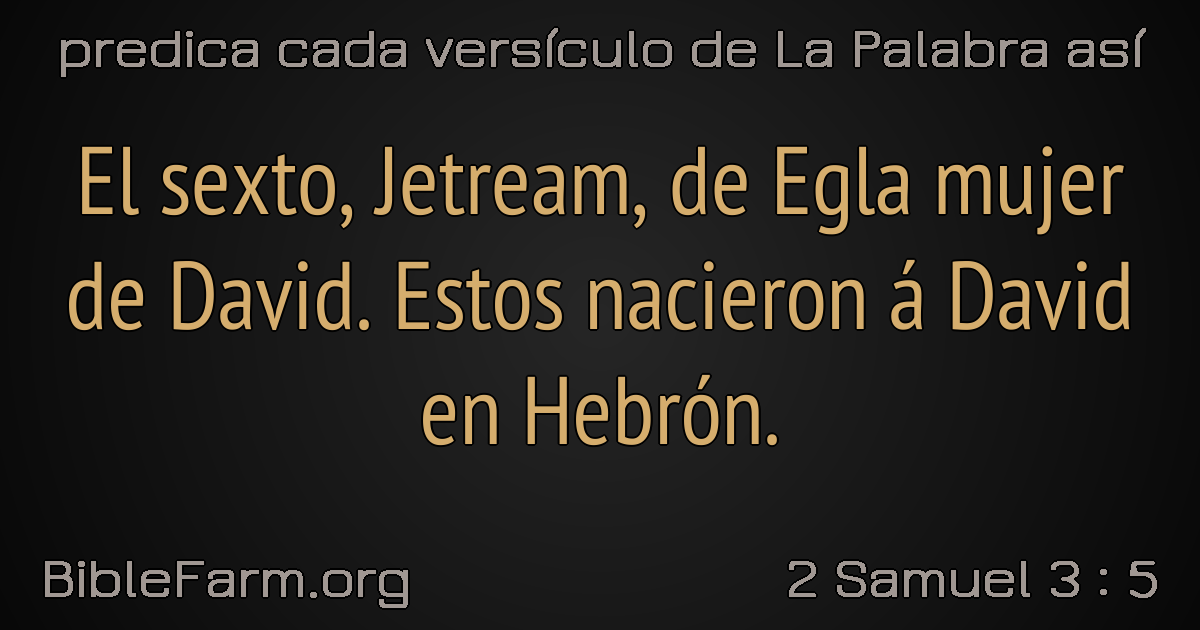 predica cada versículo de La Palabra así
El sexto, Jetream, de Egla mujer
de David. Estos nacieron á David
en Hebrón.
BibleFarm.org
2 Samuel 3 : 5